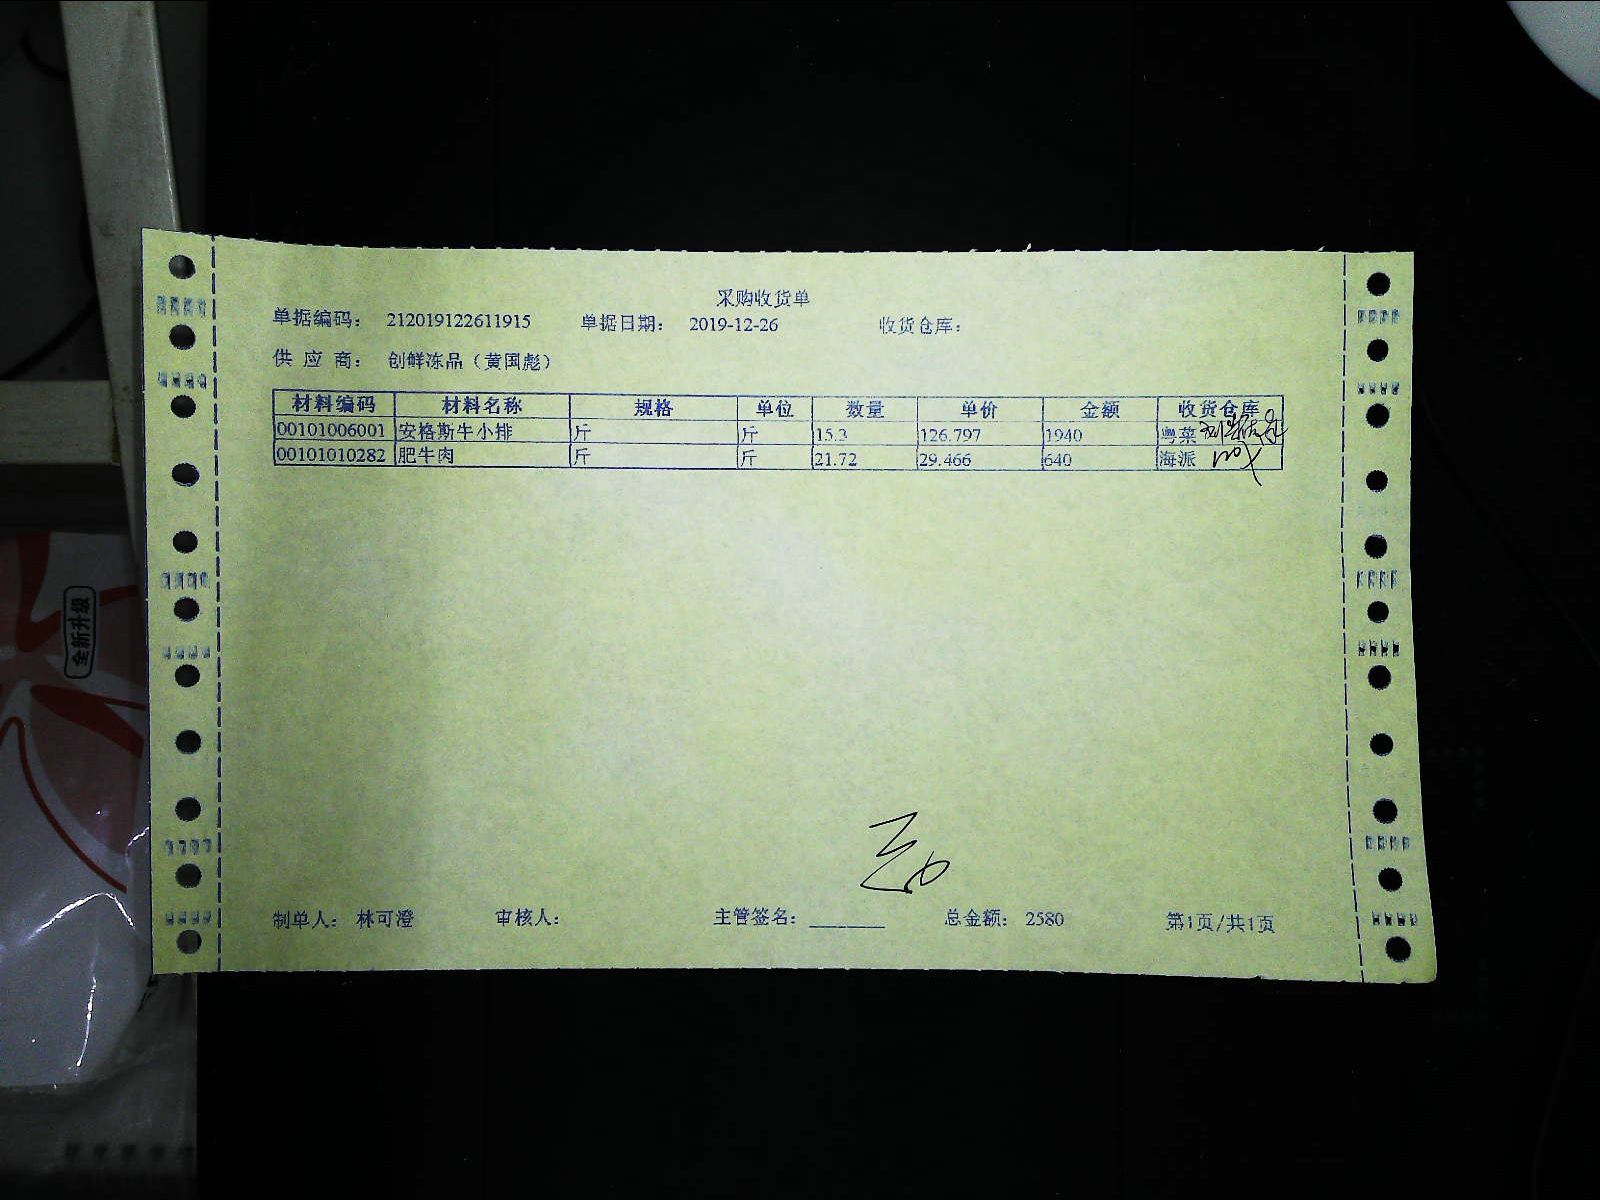 采购收货单
单据编码： 212019122611915 单据日期： 2019-12-26 收货仓库：
供 应 商： 创鲜冻品（黄国彪）
材料编码 材料名称 规格 单位 数量 单价 金额 收货仓库
00101006001 安格斯牛小排 斤 斤 15.3 126.797 1940 粤菜
00101010282 肥牛肉 斤 斤 21.72 29.466 640 海派
全新升级
制单人： 林可澄 审核人： 主管签名： 总金额： 2580 第1页/共1页